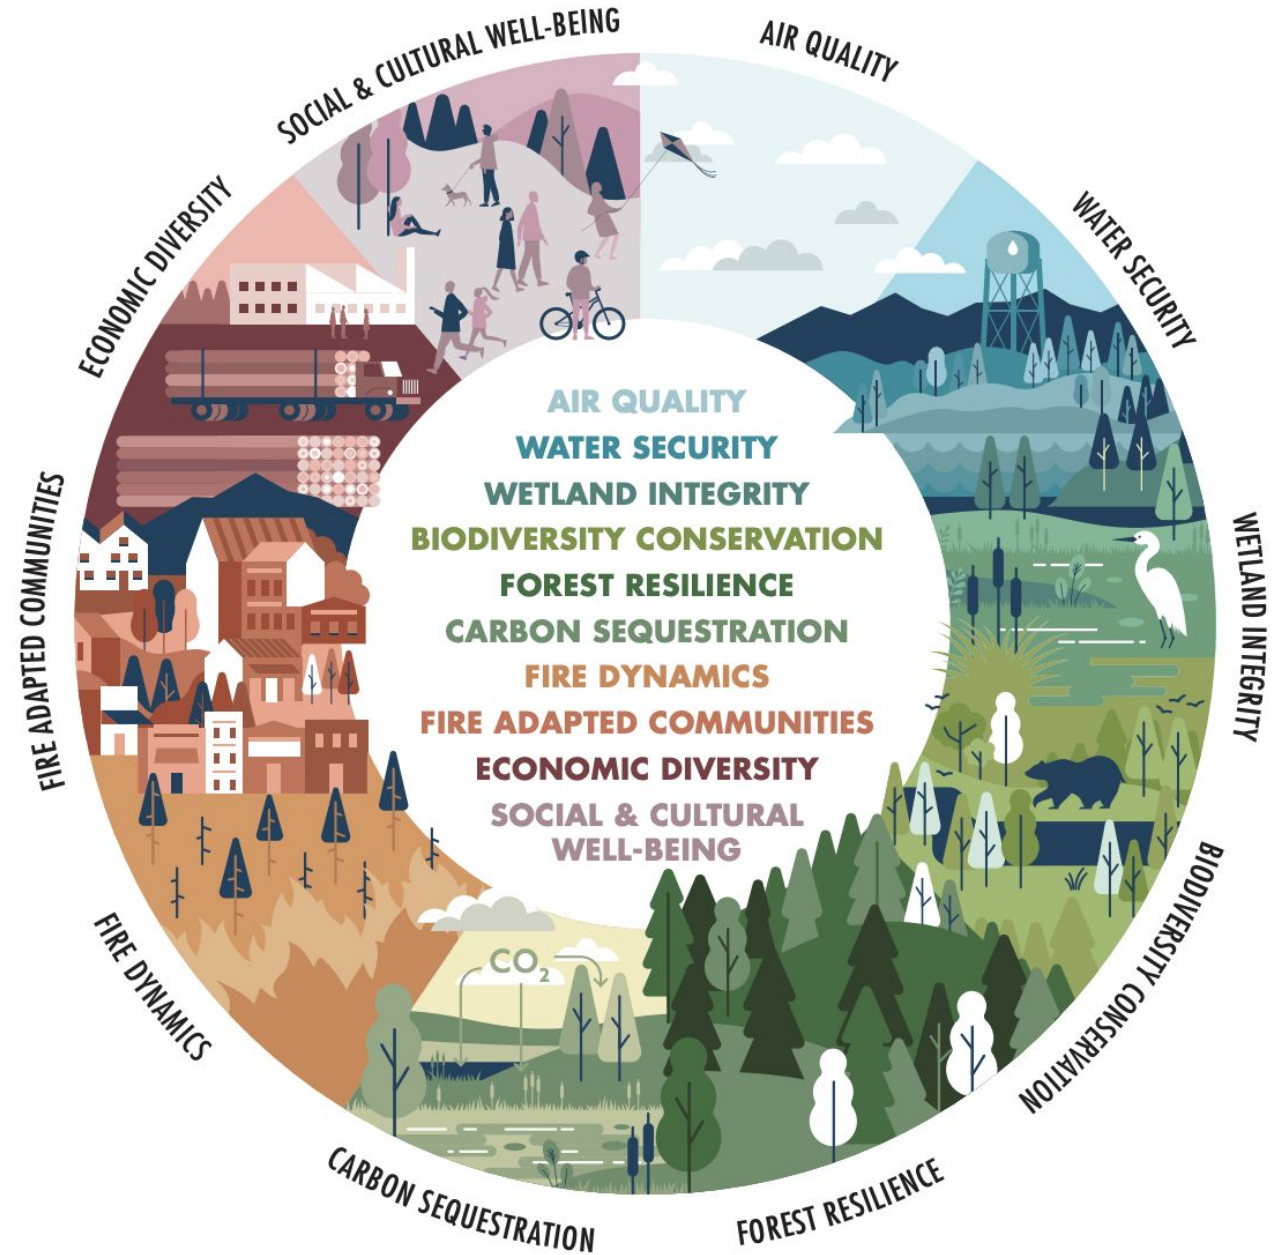 SOCIAL & CULTURAL WELL-BEING
AIR QUALITY
ECONOMIC DIVERSITY
WATER SECURITY
AIR QUALITY
WATER SECURITY
WETLAND INTEGRITY
BIODIVERSITY CONSERVATION
FOREST RESILIENCE
CARBON SEQUESTRATION
FIRE DYNAMICS
FIRE ADAPTED COMMUNITIES
ECONOMIC DIVERSITY
SOCIAL & CULTURAL
WELL-BEING
FIRE ADAPTED COMMUNITIES
WETLAND INTEGRITY
BIODIVERSITY CONSERVATION
FIRE DYNAMICS
CO₂
CARBON SEQUESTRATION
FOREST RESILIENCE